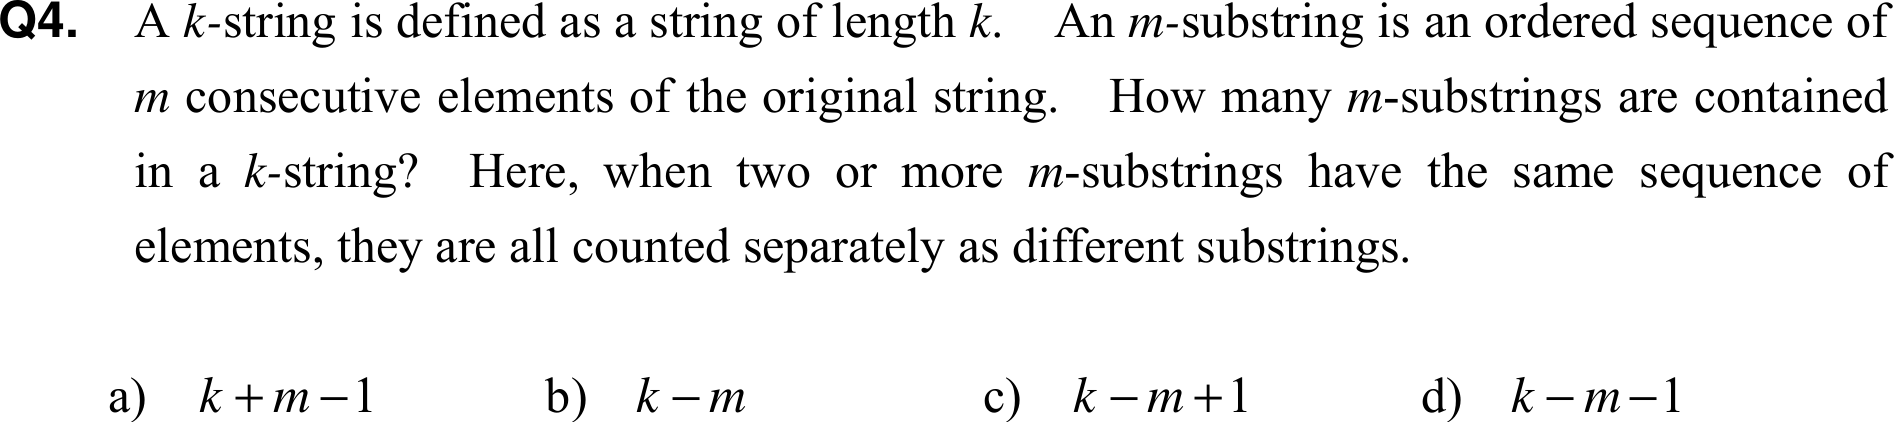 Q4. A k-string is defined as a string of length k. An m-substring is an ordered sequence of
m consecutive elements of the original string. How many m-substrings are contained
in a k-string? Here, when two or more m-substrings have the same sequence of
elements, they are all counted separately as different substrings.
a) k + m − 1 b) k − m c) k − m + 1 d) k − m − 1